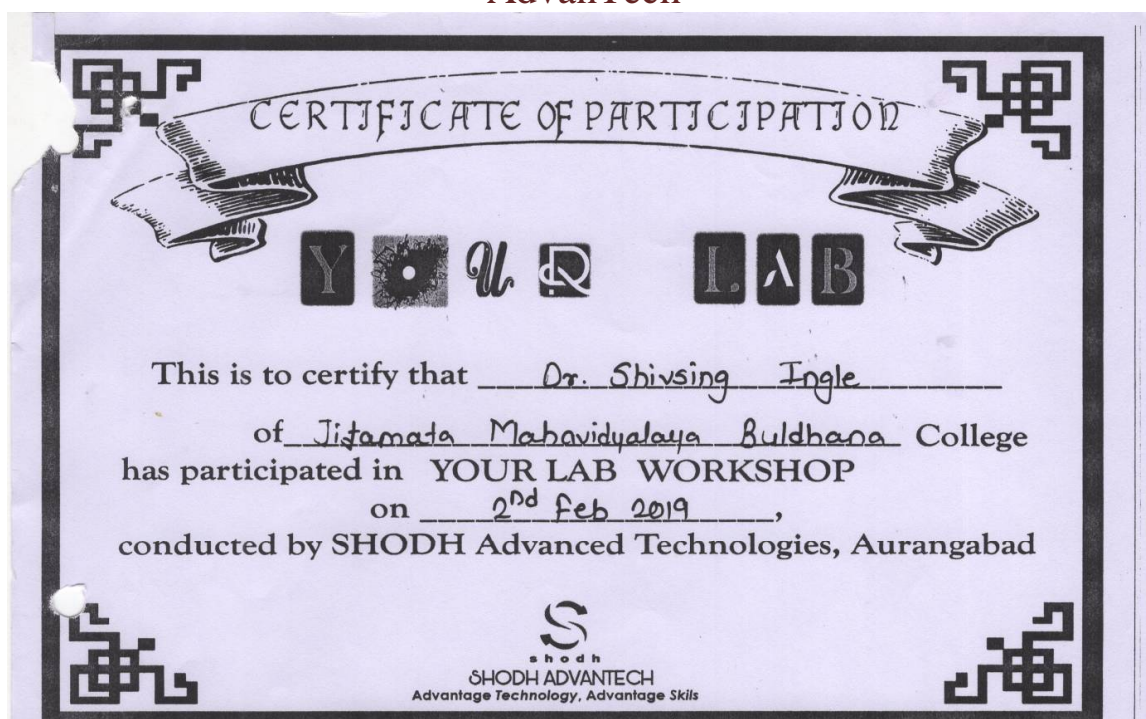 AdvanTech
CERTIFICATE OF PARTICIPATION
YOUR LAB
This is to certify that Dr. Shivsing Ingle
of Jijamata Mahavidyalaya Buldhana College
has participated in YOUR LAB WORKSHOP
on 2nd Feb 2019,
conducted by SHODH Advanced Technologies, Aurangabad
shodh
SHODH ADVANTECH
Advantage Technology, Advantage Skils